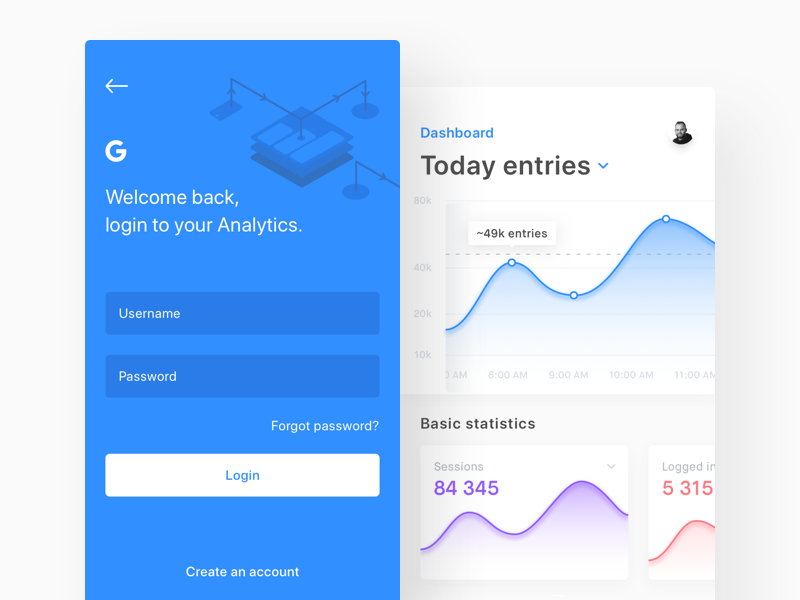 G
Welcome back,
login to your Analytics.
Username
Password
Forgot password?
Login
Create an account
Dashboard
Today entries
80k
~49k entries
40k
20k
10k
0 AM
8:00 AM
9:00 AM
10:00 AM
11:00 AM
Basic statistics
Sessions
84 345
Logged in
5 315